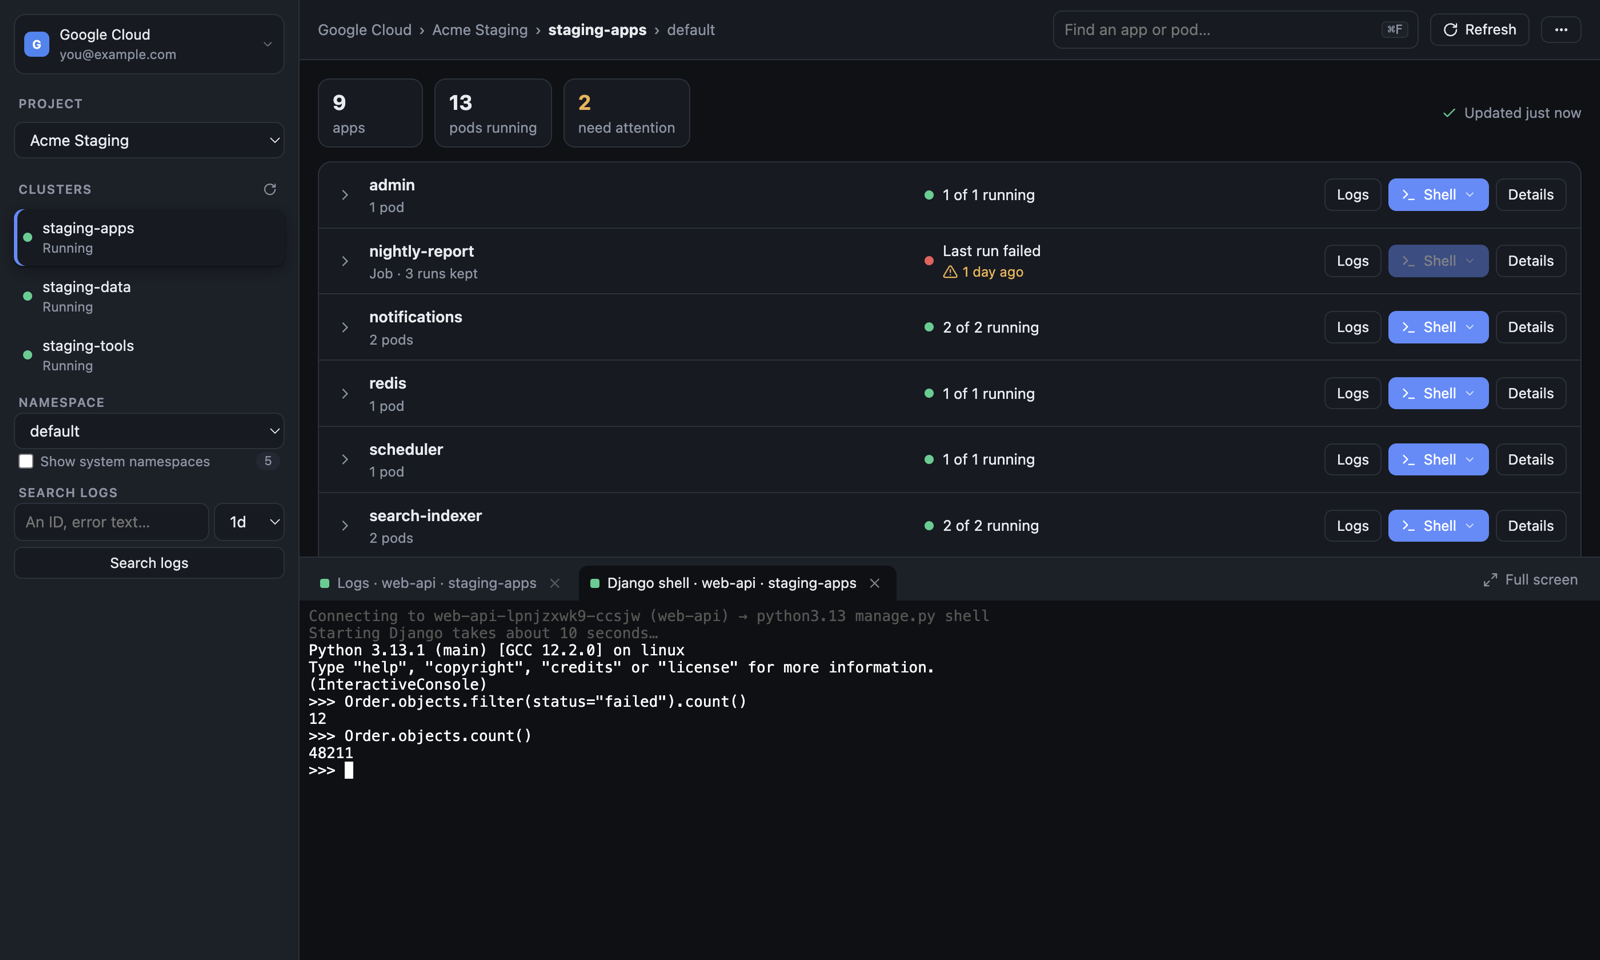 G
Google Cloud
you@example.com
PROJECT
Acme Staging
CLUSTERS
staging-apps
Running
staging-data
Running
staging-tools
Running
NAMESPACE
default
Show system namespaces 5
SEARCH LOGS
An ID, error text... 1d
Search logs
Google Cloud › Acme Staging › staging-apps › default
Find an app or pod... ⌘F
Refresh
...
9
apps
13
pods running
2
need attention
Updated just now
admin
1 pod
1 of 1 running
Logs >_ Shell Details
nightly-report
Job · 3 runs kept
Last run failed
1 day ago
Logs >_ Shell Details
notifications
2 pods
2 of 2 running
Logs >_ Shell Details
redis
1 pod
1 of 1 running
Logs >_ Shell Details
scheduler
1 pod
1 of 1 running
Logs >_ Shell Details
search-indexer
2 pods
2 of 2 running
Logs >_ Shell Details
Logs · web-api · staging-apps
Django shell · web-api · staging-apps
Full screen
Connecting to web-api-lpnjzxwk9-ccsjw (web-api) → python3.13 manage.py shell
Starting Django takes about 10 seconds…
Python 3.13.1 (main) [GCC 12.2.0] on linux
Type "help", "copyright", "credits" or "license" for more information.
(InteractiveConsole)
>>> Order.objects.filter(status="failed").count()
12
>>> Order.objects.count()
48211
>>>